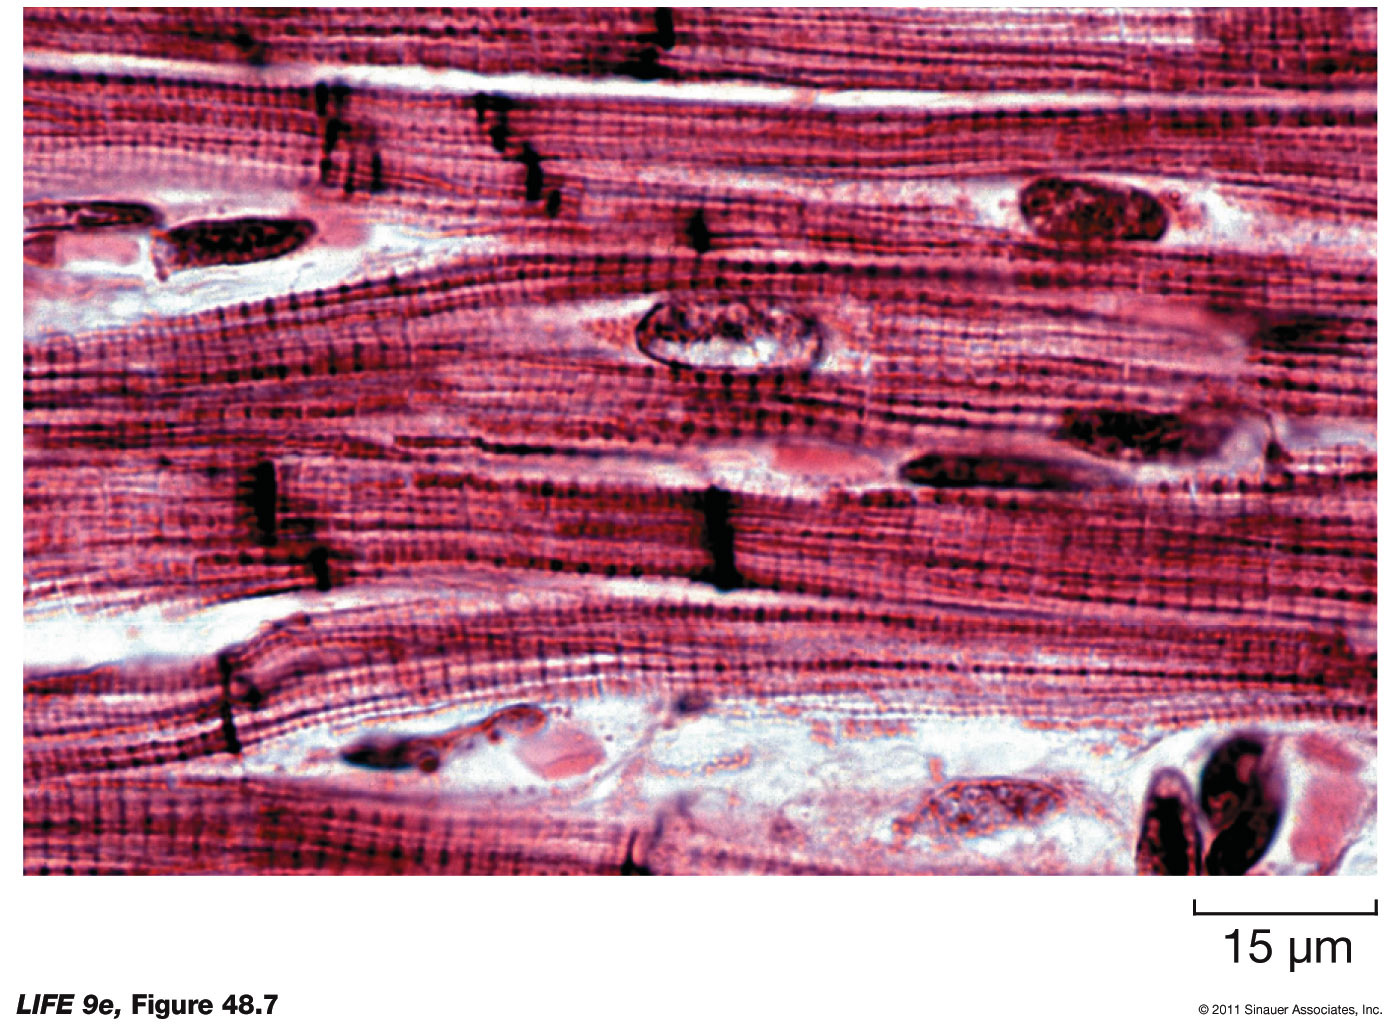 15 µm
LIFE 9e, Figure 48.7
© 2011 Sinauer Associates, Inc.